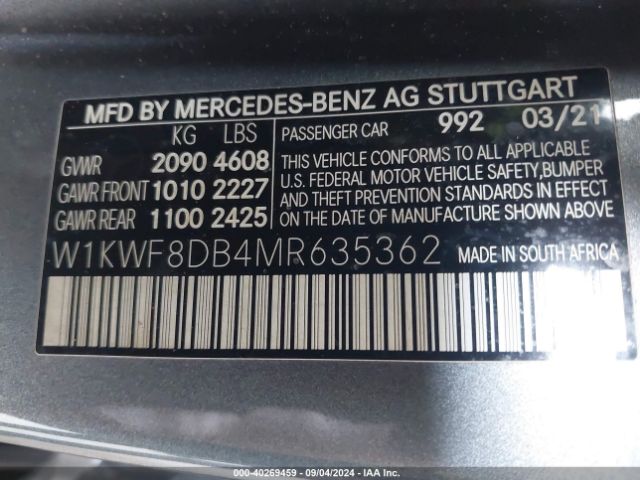 MFD BY MERCEDES-BENZ AG STUTTGART
KG LBS
GVWR 2090 4608
GAWR FRONT 1010 2227
GAWR REAR 1100 2425
PASSENGER CAR 992 03/21
THIS VEHICLE CONFORMS TO ALL APPLICABLE
U.S. FEDERAL MOTOR VEHICLE SAFETY,BUMPER
AND THEFT PREVENTION STANDARDS IN EFFECT
ON THE DATE OF MANUFACTURE SHOWN ABOVE.
W1KWF8DB4MR635362
MADE IN SOUTH AFRICA
000-40269459 - 09/04/2024 - IAA Inc.